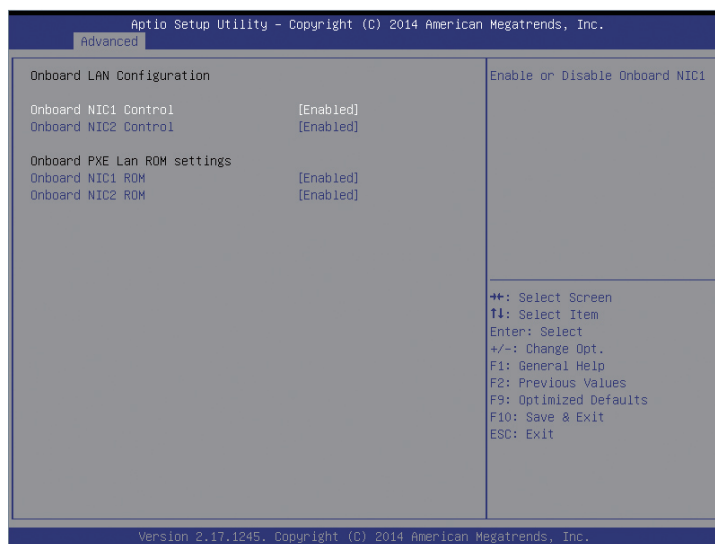 Aptio Setup Utility – Copyright (C) 2014 American Megatrends, Inc.
Advanced
Onboard LAN Configuration
Onboard NIC1 Control [Enabled]
Onboard NIC2 Control [Enabled]
Onboard PXE Lan ROM settings
Onboard NIC1 ROM [Enabled]
Onboard NIC2 ROM [Enabled]
Enable or Disable Onboard NIC1
→←: Select Screen
↑↓: Select Item
Enter: Select
+/-: Change Opt.
F1: General Help
F2: Previous Values
F9: Optimized Defaults
F10: Save & Exit
ESC: Exit
Version 2.17.1245. Copyright (C) 2014 American Megatrends, Inc.